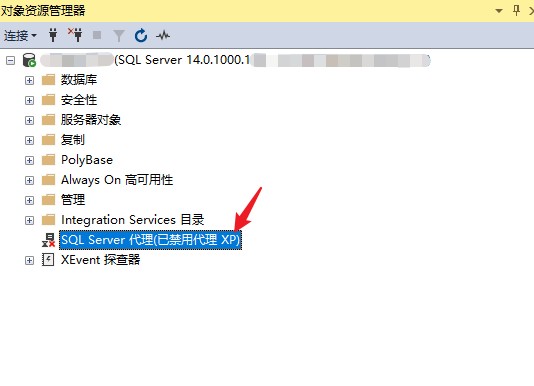 对象资源管理器
连接
(SQL Server 14.0.1000.1
数据库
安全性
服务器对象
复制
PolyBase
Always On 高可用性
管理
Integration Services 目录
SQL Server 代理(已禁用代理 XP)
XEvent 探查器